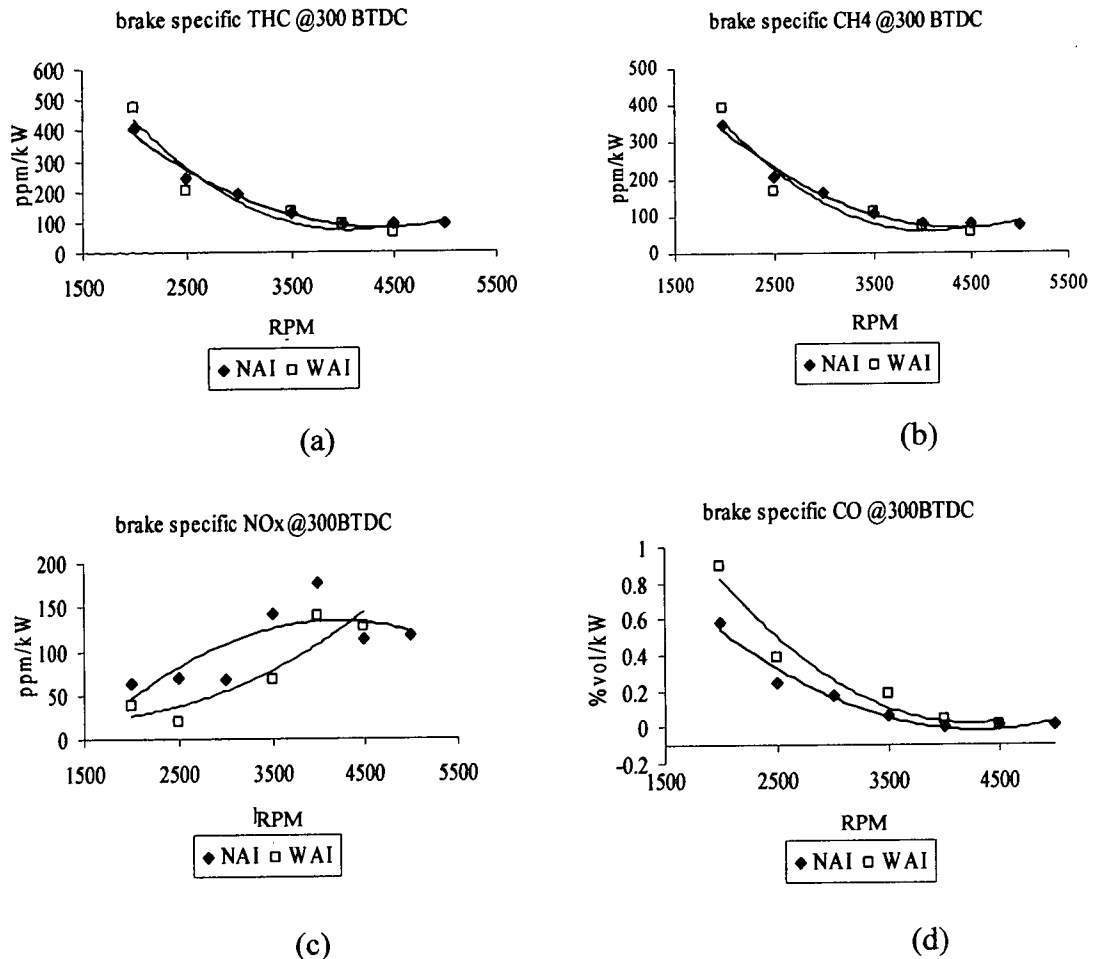 brake specific THC @300 BTDC
ppm/kW
600
500
400
300
200
100
0
1500 2500 3500 4500 5500
RPM
NAI WAI
(a)
brake specific CH4 @300 BTDC
ppm/kW
500
400
300
200
100
0
1500 2500 3500 4500 5500
RPM
NAI WAI
(b)
brake specific NOx @300BTDC
ppm/kW
200
150
100
50
0
1500 2500 3500 4500 5500
RPM
NAI WAI
(c)
brake specific CO @300BTDC
%vol/kW
1
0.8
0.6
0.4
0.2
0
-0.2
1500 2500 3500 4500
RPM
NAI WAI
(d)